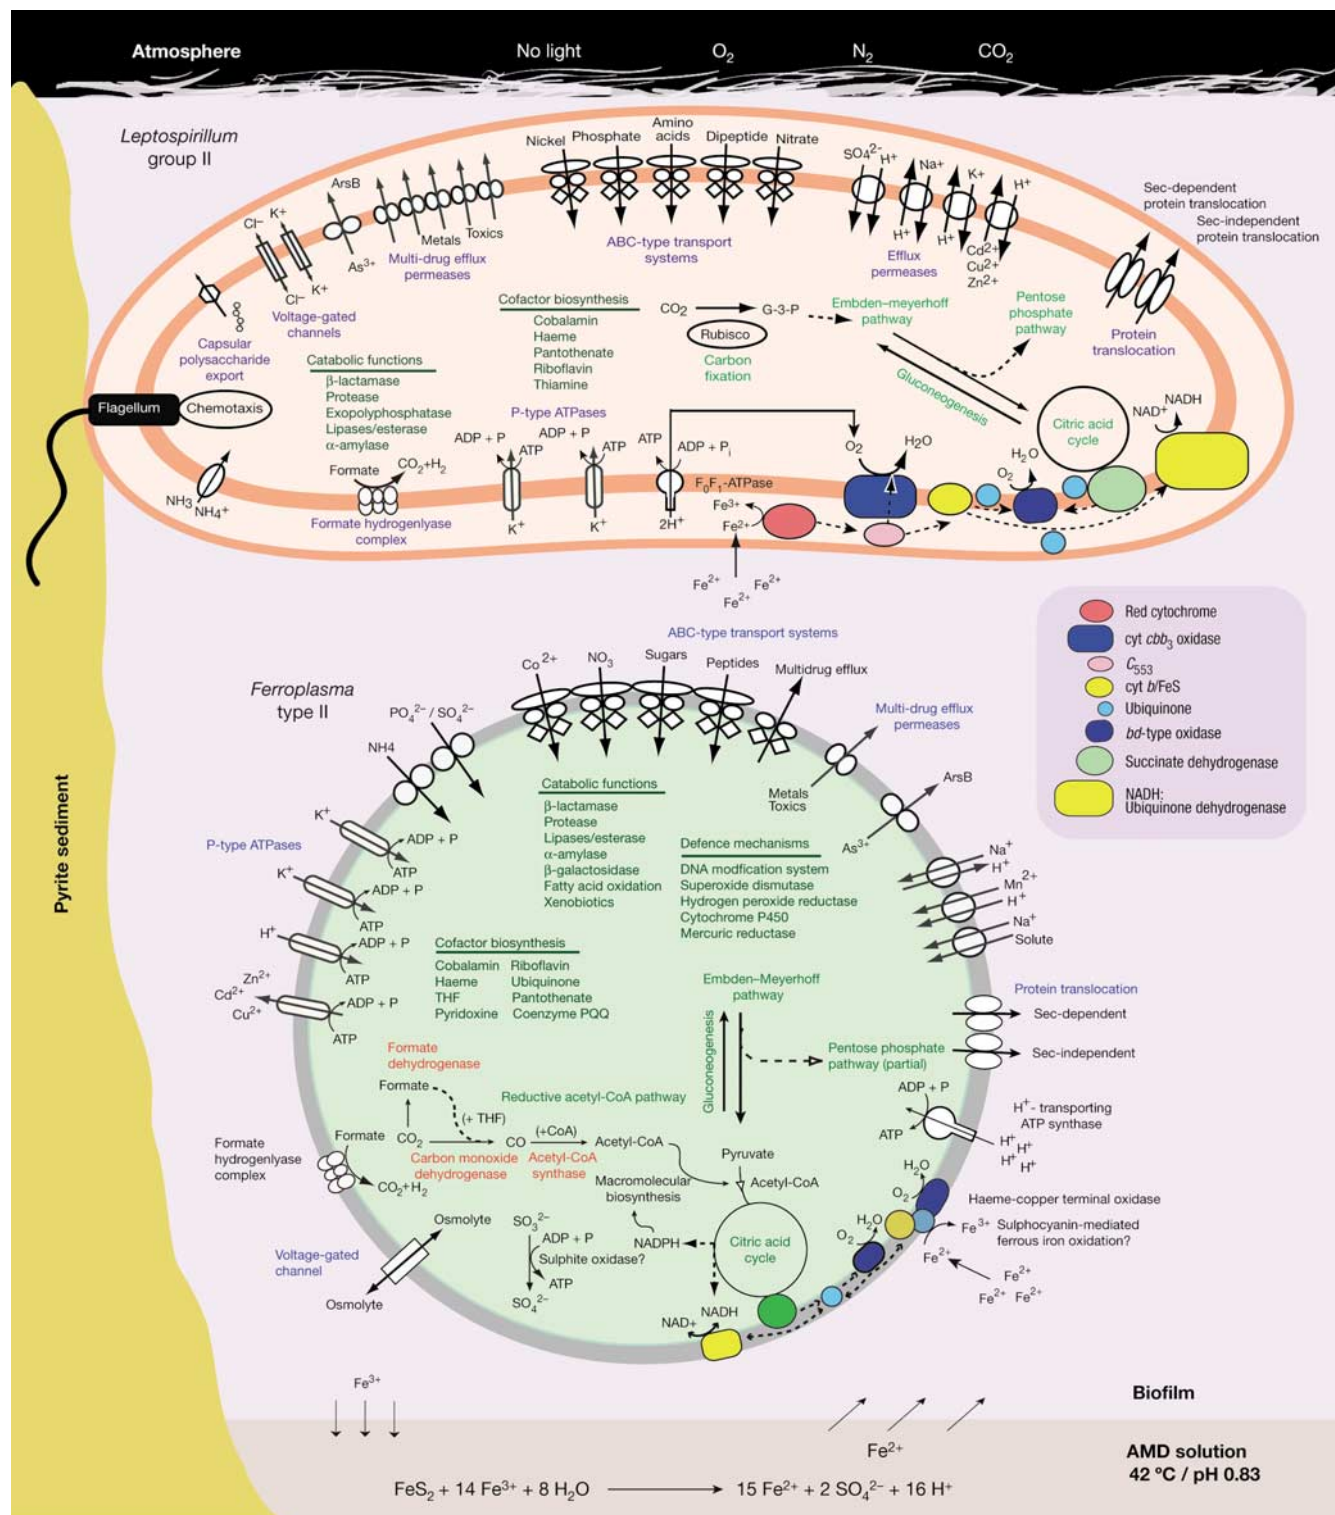 Atmosphere No light O2 N2 CO2
Leptospirillum
group II
Nickel Phosphate Amino
acids Dipeptide Nitrate
ArsB
As3+
Cl– K+
Cl– K+
Voltage-gated
channels
Metals Toxics
Multi-drug efflux
permeases
ABC-type transport
systems
SO42– H+ Na+ K+ H+
H+ H+ Cd2+
Cu2+
Zn2+
Efflux
permeases
Sec-dependent
protein translocation
Sec-independent
protein translocation
Protein
translocation
Capsular
polysaccharide
export
Catabolic functions
β-lactamase
Protease
Exopolyphosphatase
Lipases/esterase
α-amylase
Cofactor biosynthesis
Cobalamin
Haeme
Pantothenate
Riboflavin
Thiamine
CO2 G-3-P
Rubisco
Carbon
fixation
Embden–meyerhoff
pathway
Pentose
phosphate
pathway
Gluconeogenesis
Citric acid
cycle
NAD+ NADH
Flagellum Chemotaxis
NH3 NH4+
Formate CO2+H2
Formate hydrogenlyase
complex
P-type ATPases
ADP + P ATP
K+
ADP + P ATP
K+
ATP ADP + Pi
F0F1-ATPase
2H+
O2 H2O
O2 H2O
Fe3+
Fe2+
Fe2+ Fe2+
Fe2+
Red cytochrome
cyt cbb3 oxidase
C553
cyt b/FeS
Ubiquinone
bd-type oxidase
Succinate dehydrogenase
NADH:
Ubiquinone dehydrogenase
Pyrite sediment
Ferroplasma
type II
ABC-type transport systems
Co2+ NO3 Sugars Peptides Multidrug efflux
PO42– / SO42–
NH4
Multi-drug efflux
permeases
Metals
Toxics
ArsB
As3+
P-type ATPases
K+ ADP + P
ATP
K+ ADP + P
ATP
H+ ADP + P
ATP
Zn2+
Cd2+
Cu2+
ADP + P
ATP
Catabolic functions
β-lactamase
Protease
Lipases/esterase
α-amylase
β-galactosidase
Fatty acid oxidation
Xenobiotics
Defence mechanisms
DNA modfication system
Superoxide dismutase
Hydrogen peroxide reductase
Cytochrome P450
Mercuric reductase
Na+
H+
Mn2+
H+
Na+
Solute
Cofactor biosynthesis
Cobalamin Riboflavin
Haeme Ubiquinone
THF Pantothenate
Pyridoxine Coenzyme PQQ
Embden–Meyerhoff
pathway
Gluconeogenesis
Pentose phosphate
pathway (partial)
Protein translocation
Sec-dependent
Sec-independent
ADP + P
ATP
H+- transporting
ATP synthase
H+ H+
H+ H+
Formate
dehydrogenase
Formate
Reductive acetyl-CoA pathway
(+ THF)
CO2 CO (+CoA) Acetyl-CoA
Carbon monoxide
dehydrogenase
Acetyl-CoA
synthase
Formate
hydrogenlyase
complex
Formate
CO2+H2
Pyruvate
Acetyl-CoA
Macromolecular
biosynthesis
NADPH
Citric acid
cycle
SO32–
ADP + P
Sulphite oxidase?
ATP
SO42–
Voltage-gated
channel
Osmolyte
Osmolyte
NAD+ NADH
O2 H2O
O2 H2O
Haeme-copper terminal oxidase
Fe3+ Sulphocyanin-mediated
ferrous iron oxidation?
Fe2+
Fe2+
Fe2+ Fe2+
Fe3+
Biofilm
Fe2+
AMD solution
42 ºC / pH 0.83
FeS2 + 14 Fe3+ + 8 H2O 15 Fe2+ + 2 SO42– + 16 H+